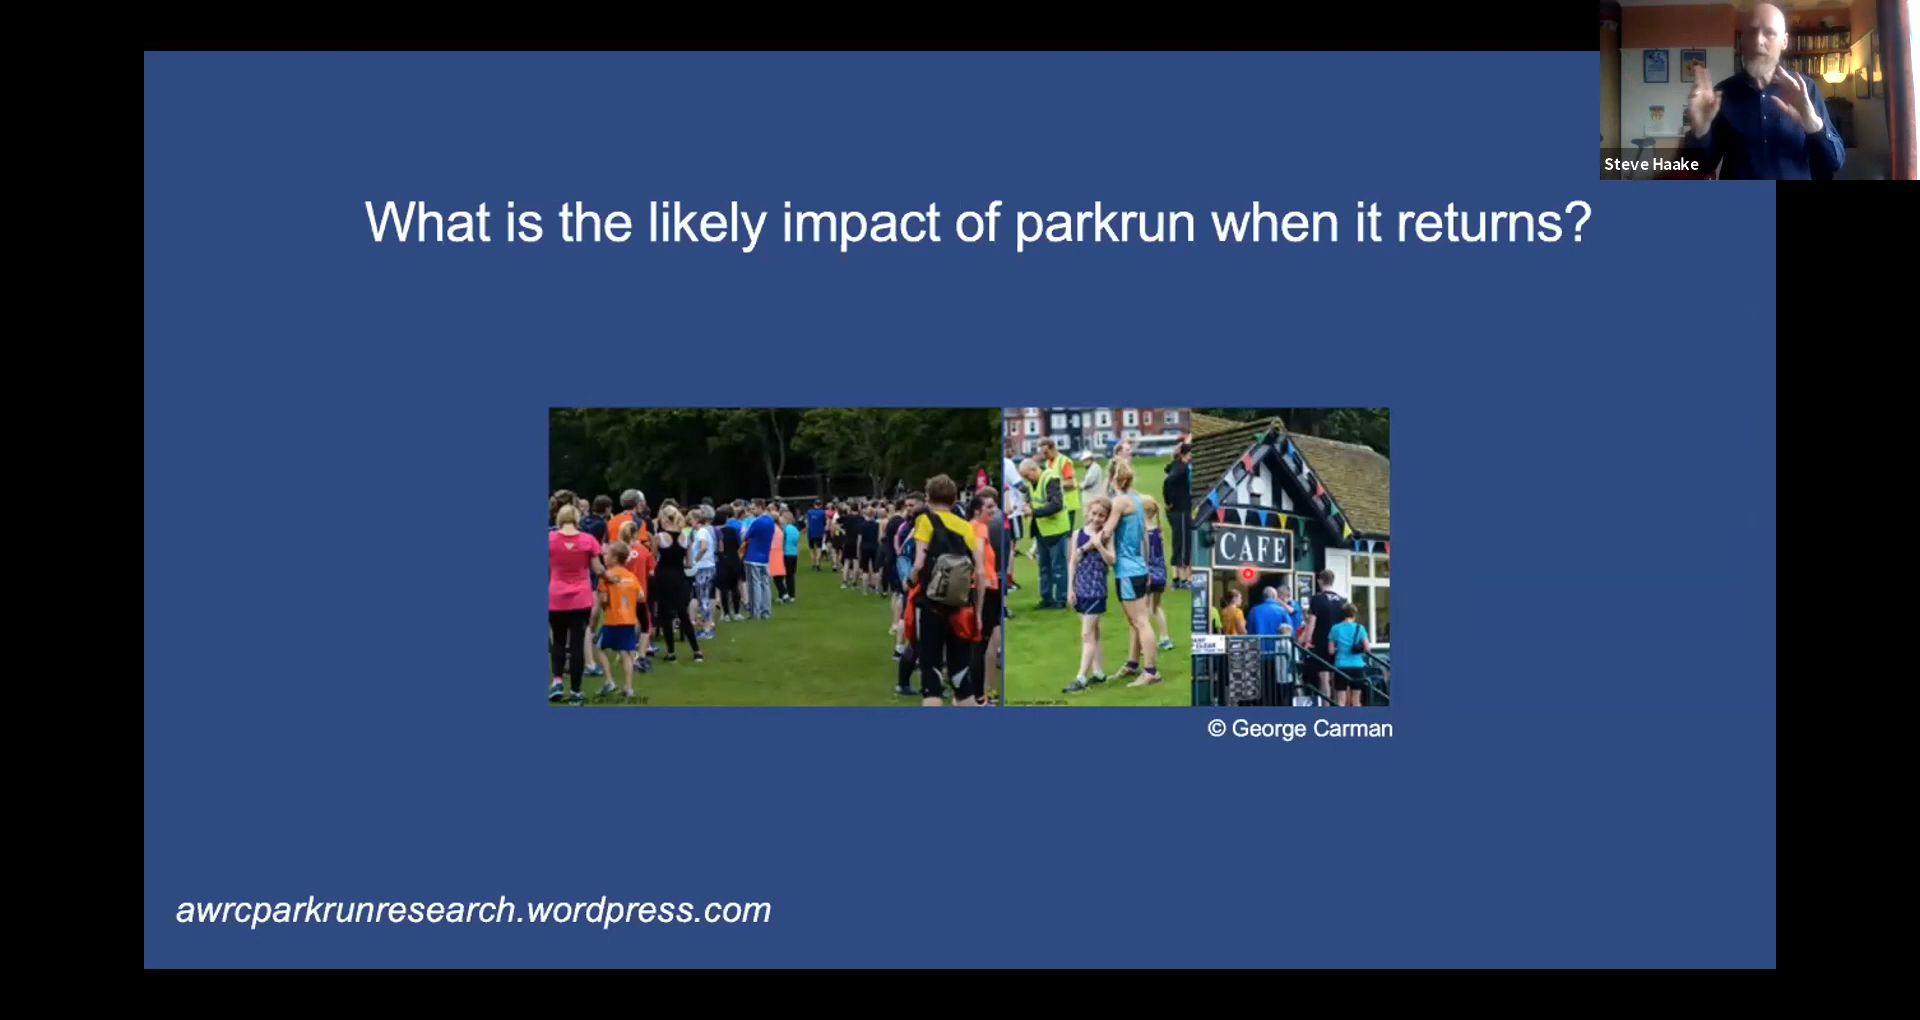 Steve Haake
What is the likely impact of parkrun when it returns?
CAFE
© George Carman
awrcparkrunresearch.wordpress.com